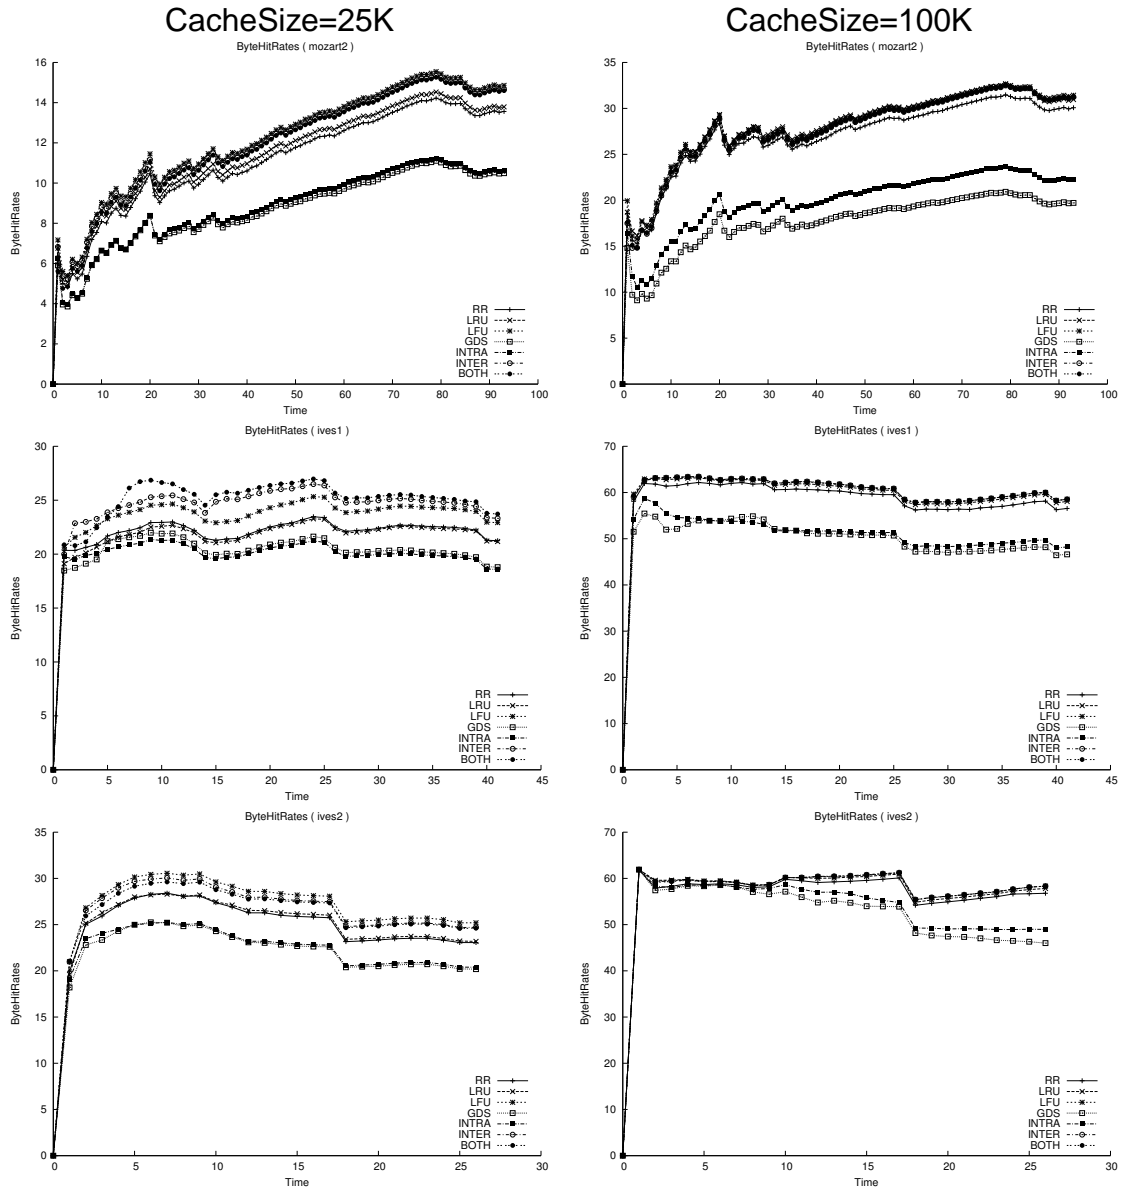 CacheSize=25K
CacheSize=100K
ByteHitRates ( mozart2 )
16
14
12
10
8
6
4
2
0
ByteHitRates
RR
LRU
LFU
GDS
INTRA
INTER
BOTH
0 10 20 30 40 50 60 70 80 90 100
Time
ByteHitRates ( mozart2 )
35
30
25
20
15
10
5
0
ByteHitRates
RR
LRU
LFU
GDS
INTRA
INTER
BOTH
0 10 20 30 40 50 60 70 80 90 100
Time
ByteHitRates ( ives1 )
30
25
20
15
10
5
0
ByteHitRates
RR
LRU
LFU
GDS
INTRA
INTER
BOTH
0 5 10 15 20 25 30 35 40 45
Time
ByteHitRates ( ives1 )
70
60
50
40
30
20
10
0
ByteHitRates
RR
LRU
LFU
GDS
INTRA
INTER
BOTH
0 5 10 15 20 25 30 35 40 45
Time
ByteHitRates ( ives2 )
35
30
25
20
15
10
5
0
ByteHitRates
RR
LRU
LFU
GDS
INTRA
INTER
BOTH
0 5 10 15 20 25 30
Time
ByteHitRates ( ives2 )
70
60
50
40
30
20
10
0
ByteHitRates
RR
LRU
LFU
GDS
INTRA
INTER
BOTH
0 5 10 15 20 25 30
Time